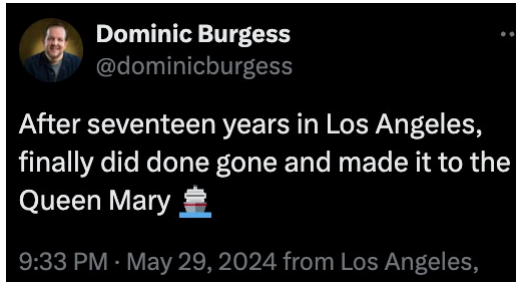 Dominic Burgess
@dominicburgess
After seventeen years in Los Angeles,
finally did done gone and made it to the
Queen Mary 🛳️
9:33 PM · May 29, 2024 from Los Angeles,